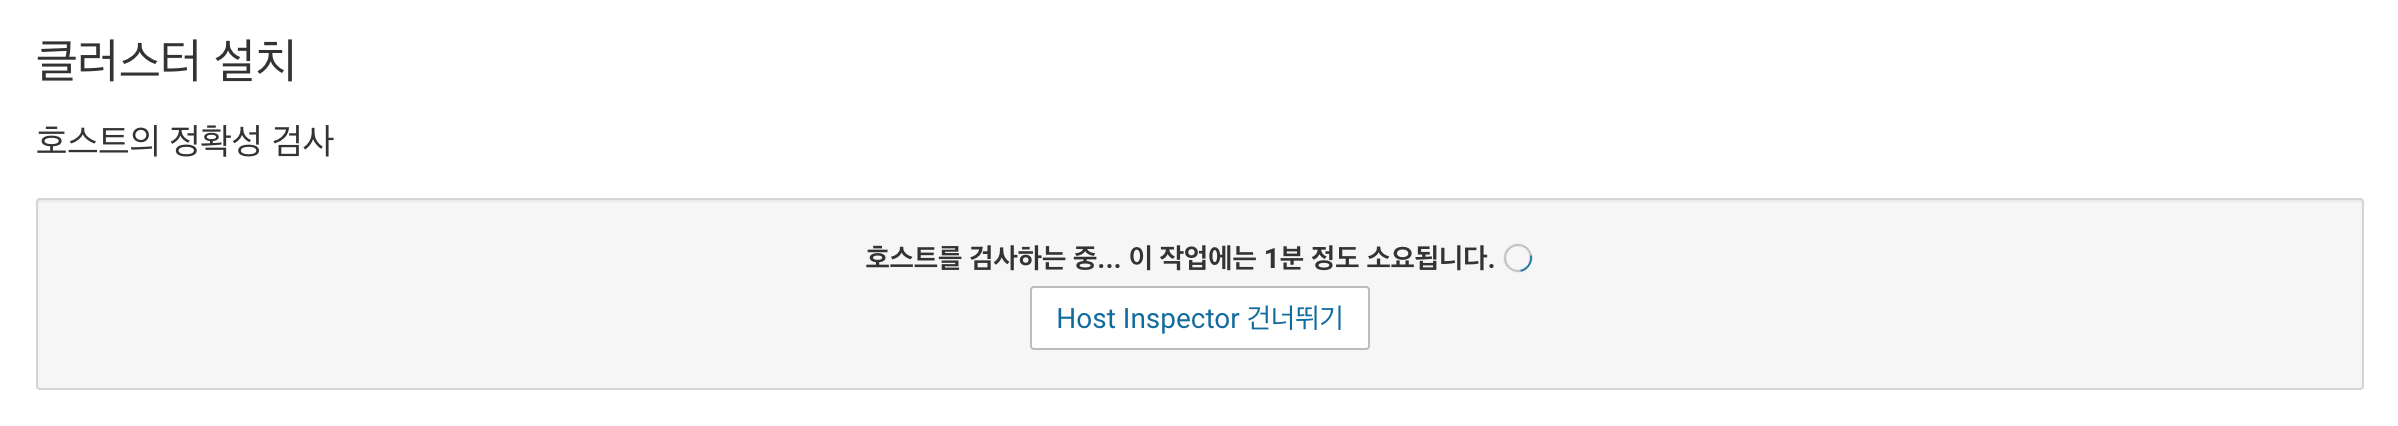 클러스터 설치
호스트의 정확성 검사
호스트를 검사하는 중... 이 작업에는 1분 정도 소요됩니다.
Host Inspector 건너뛰기